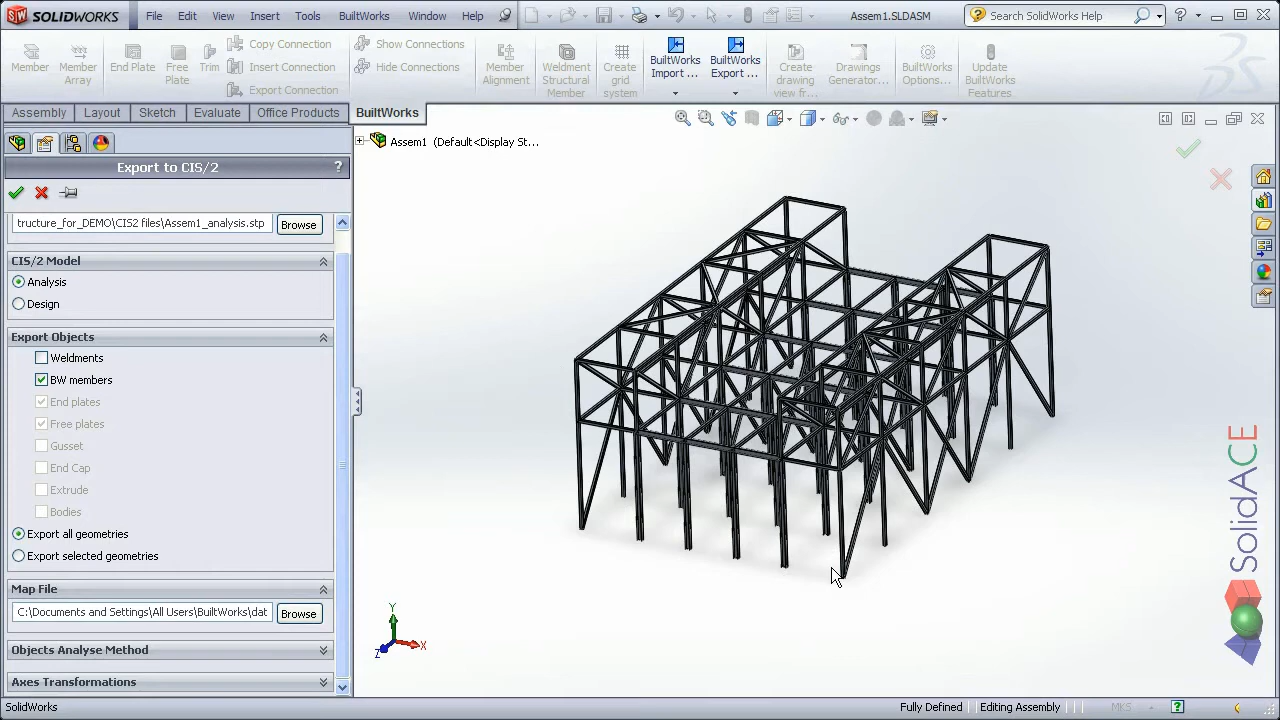 SOLIDWORKS File Edit View Insert Tools BuiltWorks Window Help Assem1.SLDASM Search SolidWorks Help
Member
Member Array
End Plate
Free Plate
Trim
Copy Connection
Insert Connection
Export Connection
Show Connections
Hide Connections
Member Alignment
Weldment Structural Member
Create grid system
BuiltWorks Import ...
BuiltWorks Export ...
Create drawing view fr...
Drawings Generator...
BuiltWorks Options...
Update BuiltWorks Features
Assembly Layout Sketch Evaluate Office Products BuiltWorks
Assem1 (Default<Display St...
Export to CIS/2 ?
tructure_for_DEMO\CIS2 files\Assem1_analysis.stp Browse
CIS/2 Model
Analysis
Design
Export Objects
Weldments
BW members
End plates
Free plates
Gusset
End Cap
Extrude
Bodies
Export all geometries
Export selected geometries
Map File
C:\Documents and Settings\All Users\BuiltWorks\dat Browse
Objects Analyse Method
Axes Transformations
Y
X
Z
SolidACE
SolidWorks Fully Defined Editing Assembly MKS ?